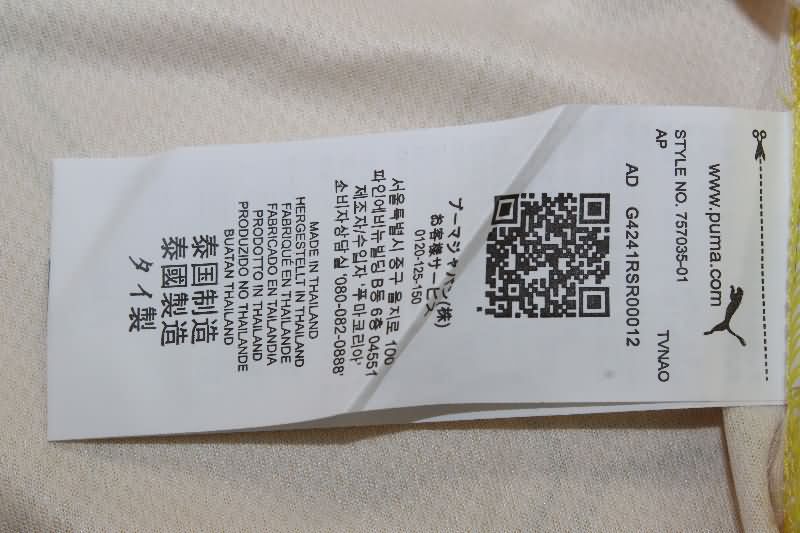 www.puma.com
STYLE NO. 757035-01 TVNAO
AP
AD G4241RSR00012
プーマジャパン(株)
お客様サービス
0120-125-150
서울특별시 중구 을지로 100
파인에비뉴빌딩 B동 6층 04551
제조자/수입자 '푸마코리아'
소비자상담실 '080-082-0888'
MADE IN THAILAND
HERGESTELLT IN THAILAND
FABRIQUÉ EN THAILANDE
FABRICADO EN TAILANDIA
PRODOTTO IN THAILAND
PRODUZIDO NO THAILANDE
BUATAN THAILAND
泰国制造
泰國製造
タイ製